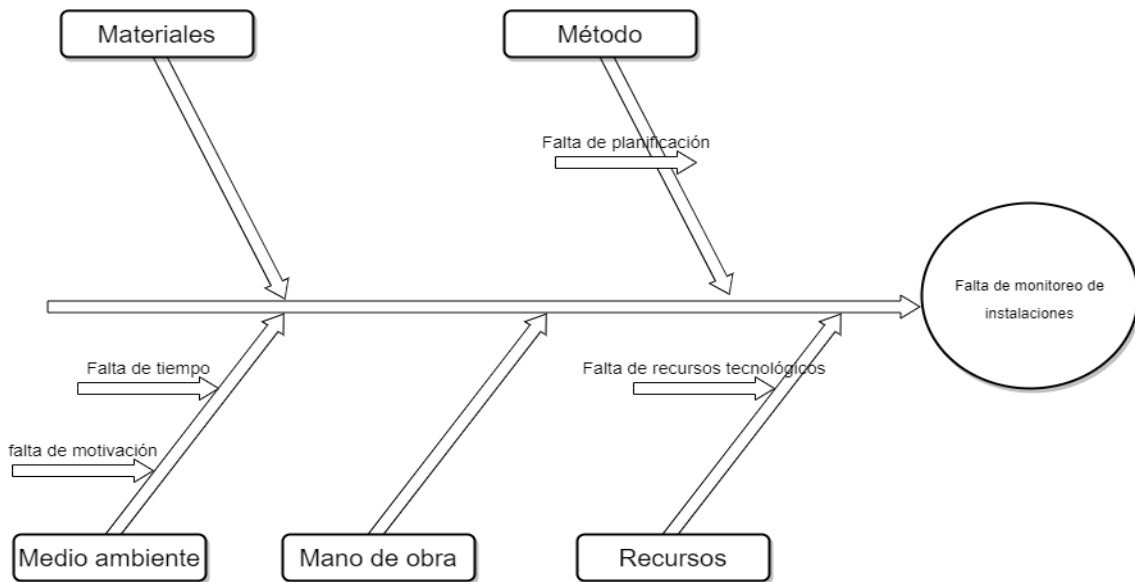 Materiales
Método
Falta de planificación
Falta de monitoreo de
instalaciones
Falta de tiempo
Falta de recursos tecnológicos
falta de motivación
Medio ambiente
Mano de obra
Recursos